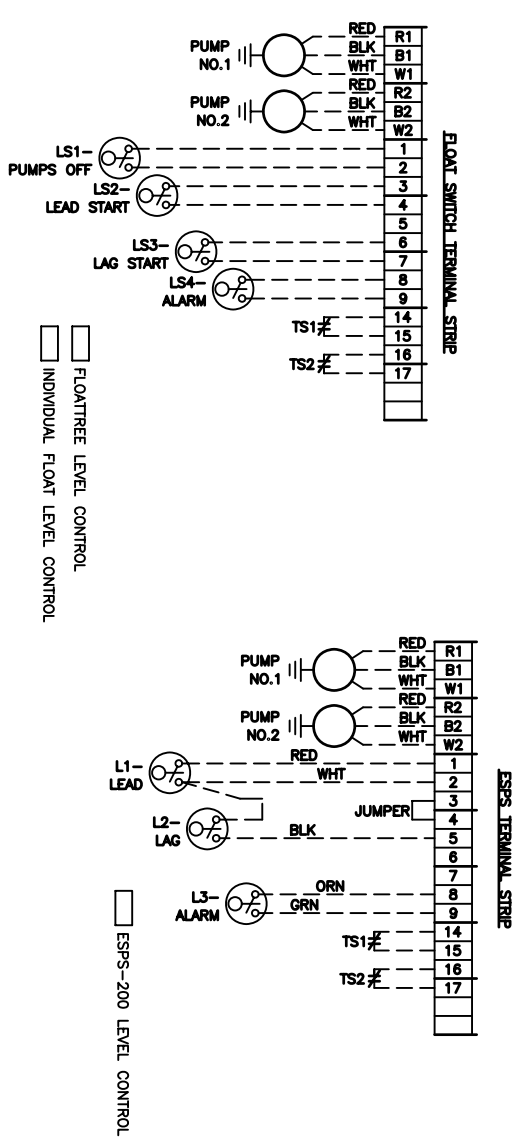 FLOAT SWITCH TERMINAL STRIP
PUMP
NO.1
RED
BLK
WHT
R1
B1
W1
PUMP
NO.2
RED
BLK
WHT
R2
B2
W2
LS1-
PUMPS OFF
1
2
LS2-
LEAD START
3
4
5
LS3-
LAG START
6
7
LS4-
ALARM
8
9
TS1
14
15
TS2
16
17
FLOATTREE LEVEL CONTROL
INDIVIDUAL FLOAT LEVEL CONTROL
ESPS TERMINAL STRIP
PUMP
NO.1
RED
BLK
WHT
R1
B1
W1
PUMP
NO.2
RED
BLK
WHT
R2
B2
W2
L1-
LEAD
RED
WHT
1
2
JUMPER
3
4
L2-
LAG
BLK
5
6
7
L3-
ALARM
ORN
GRN
8
9
TS1
14
15
TS2
16
17
ESPS-200 LEVEL CONTROL